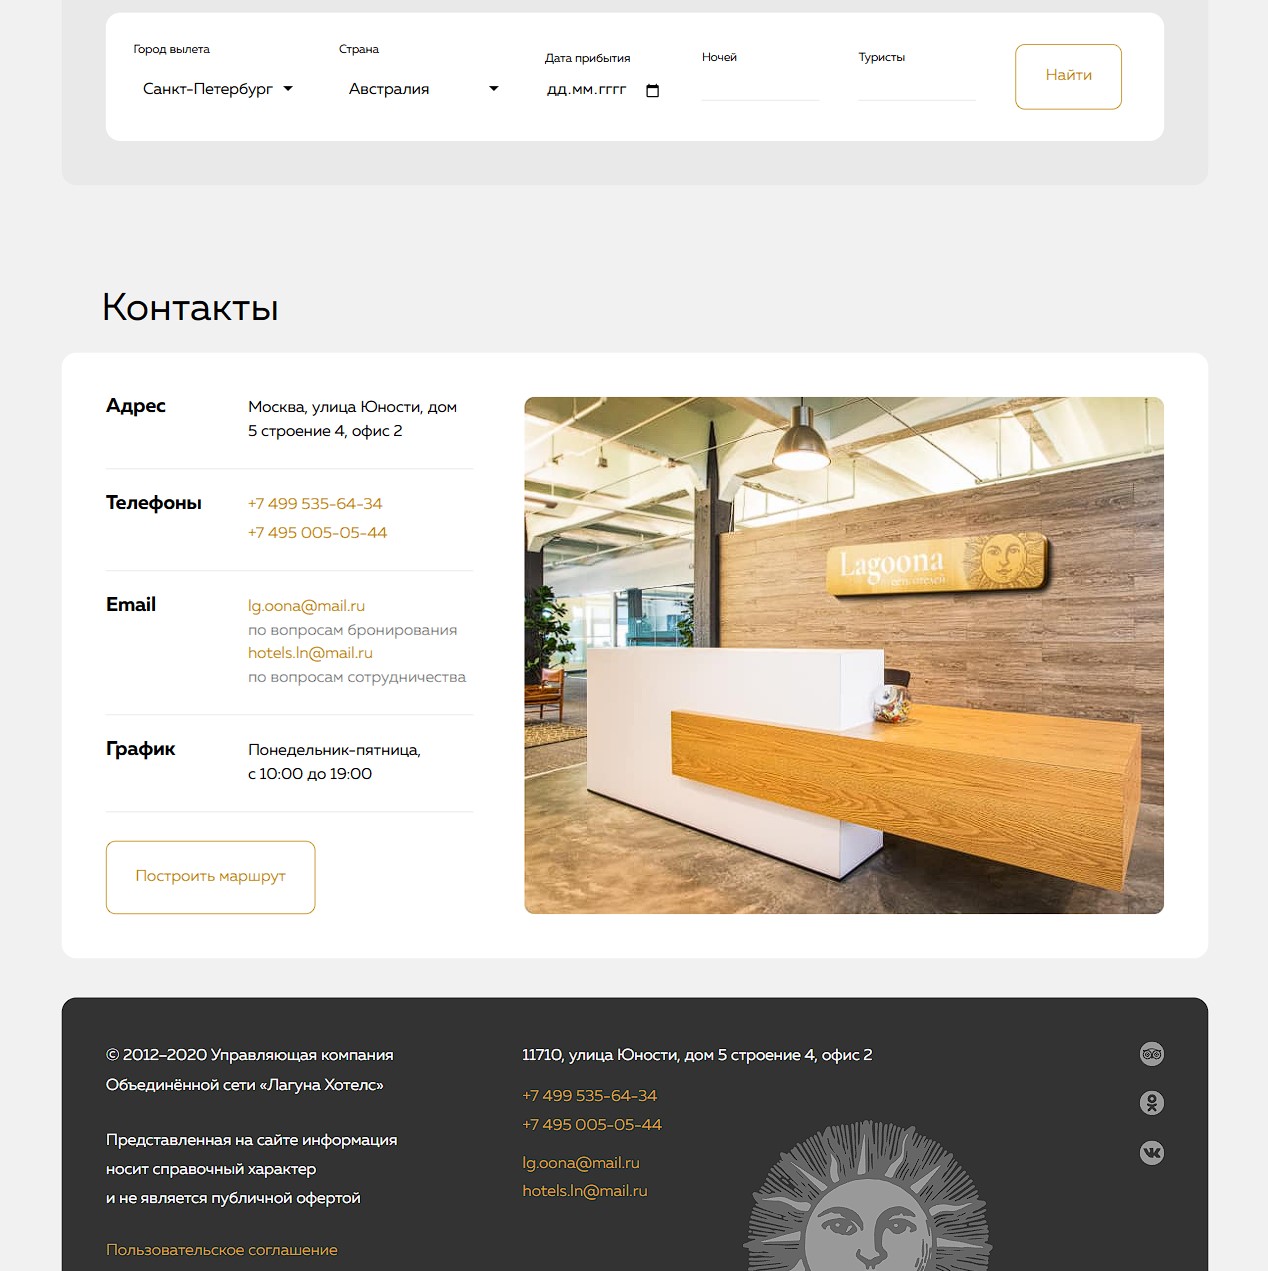 Город вылета
Страна
Дата прибытия
Ночей
Туристы
Санкт-Петербург
Австралия
дд.мм.гггг
Найти
Контакты
Адрес
Москва, улица Юности, дом
5 строение 4, офис 2
Телефоны
+7 499 535-64-34
+7 495 005-05-44
Email
lg.oona@mail.ru
по вопросам бронирования
hotels.ln@mail.ru
по вопросам сотрудничества
График
Понедельник-пятница,
с 10:00 до 19:00
Построить маршрут
Lagoona
сеть отелей
© 2012–2020 Управляющая компания
Объединённой сети «Лагуна Хотелс»
Представленная на сайте информация
носит справочный характер
и не является публичной офертой
Пользовательское соглашение
11710, улица Юности, дом 5 строение 4, офис 2
+7 499 535-64-34
+7 495 005-05-44
lg.oona@mail.ru
hotels.ln@mail.ru